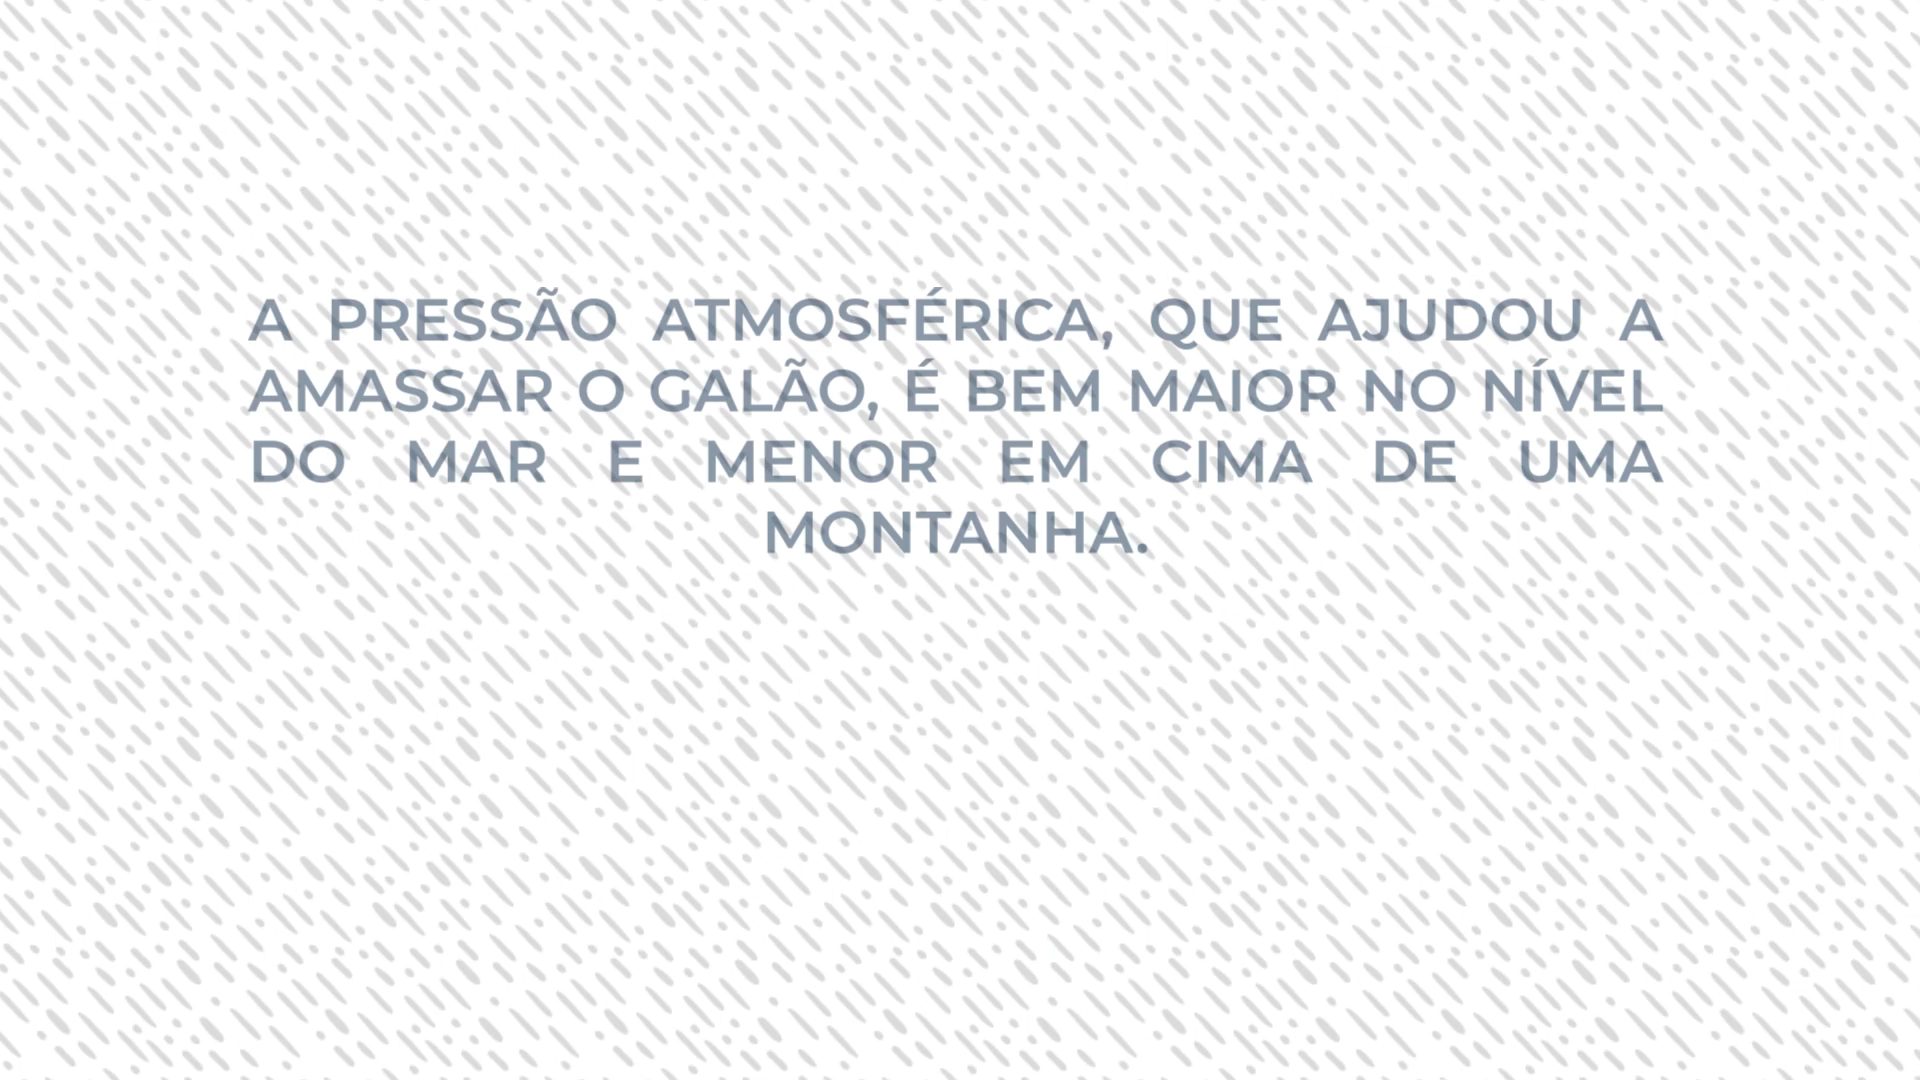 A PRESSÃO ATMOSFÉRICA, QUE AJUDOU A
AMASSAR O GALÃO, É BEM MAIOR NO NÍVEL
DO MAR E MENOR EM CIMA DE UMA
MONTANHA.